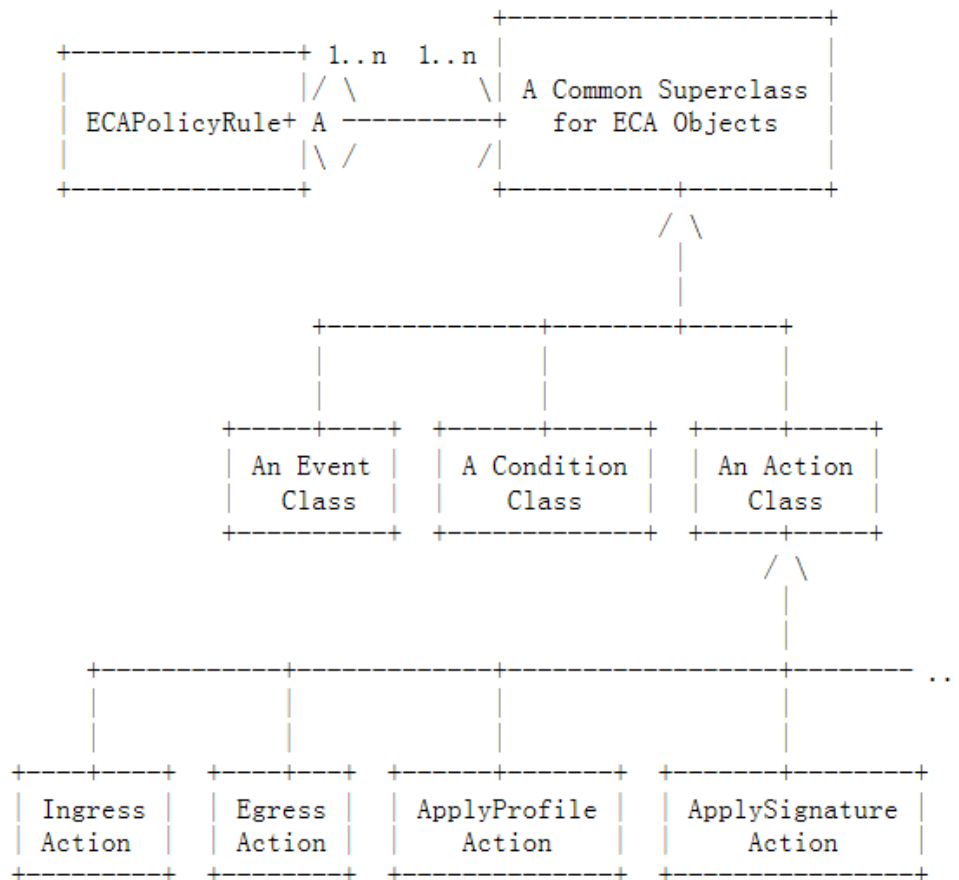 1..n 1..n
A Common Superclass
ECAPolicyRule+ A
for ECA Objects
An Event
A Condition
An Action
Class
Class
Class
..
Ingress
Egress
ApplyProfile
ApplySignature
Action
Action
Action
Action